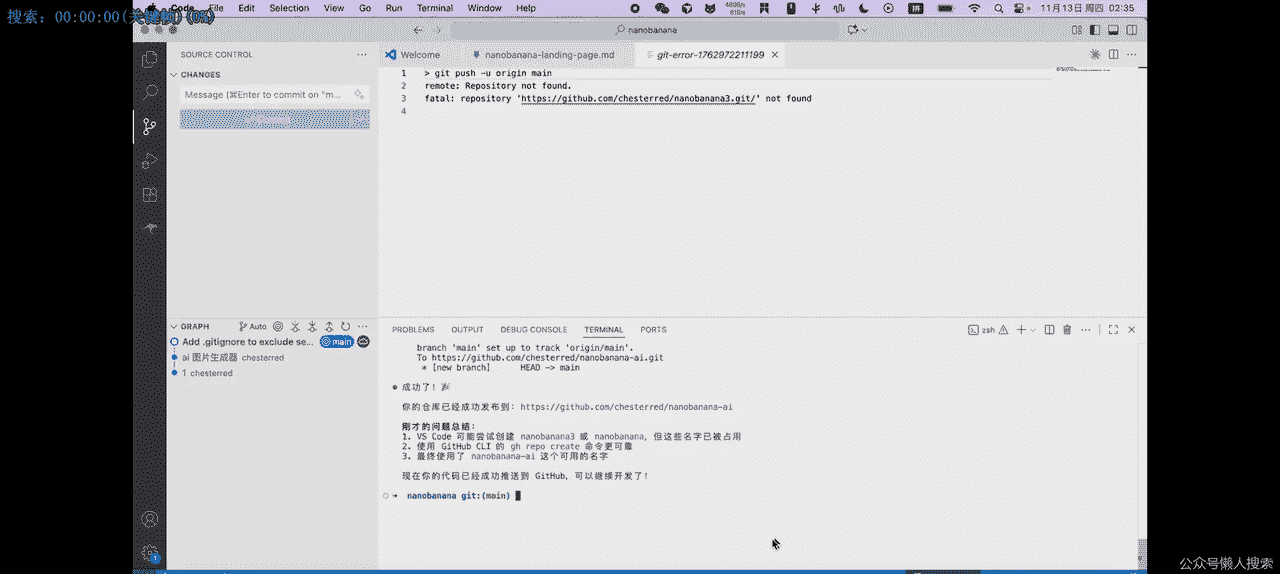 搜索: 00:00:00(关键帧)(0%)
Code File Edit Selection View Go Run Terminal Window Help
11月13日 周四 02:35
nanobanana
SOURCE CONTROL
Welcome
nanobanana-landing-page.md
git-error-1762972211199
CHANGES
Message (⌘Enter to commit on "m...
1 > git push -u origin main
2 remote: Repository not found.
3 fatal: repository 'https://github.com/chesterred/nanobanana3.git/' not found
4
GRAPH
Auto
Add .gitignore to exclude se... main
ai 图片生成器 chesterred
1 chesterred
PROBLEMS OUTPUT DEBUG CONSOLE TERMINAL PORTS
zsh
branch 'main' set up to track 'origin/main'.
To https://github.com/chesterred/nanobanana-ai.git
* [new branch] HEAD -> main
成功了! 🎉
你的仓库已经成功发布到: https://github.com/chesterred/nanobanana-ai
刚才的问题总结:
1. VS Code 可能尝试创建 nanobanana3 或 nanobanana, 但这些名字已被占用
2. 使用 GitHub CLI 的 gh repo create 命令更可靠
3. 最终使用了 nanobanana-ai 这个可用的名字
现在你的代码已经成功推送到 GitHub, 可以继续开发了!
nanobanana git:(main)
公众号懒人搜索